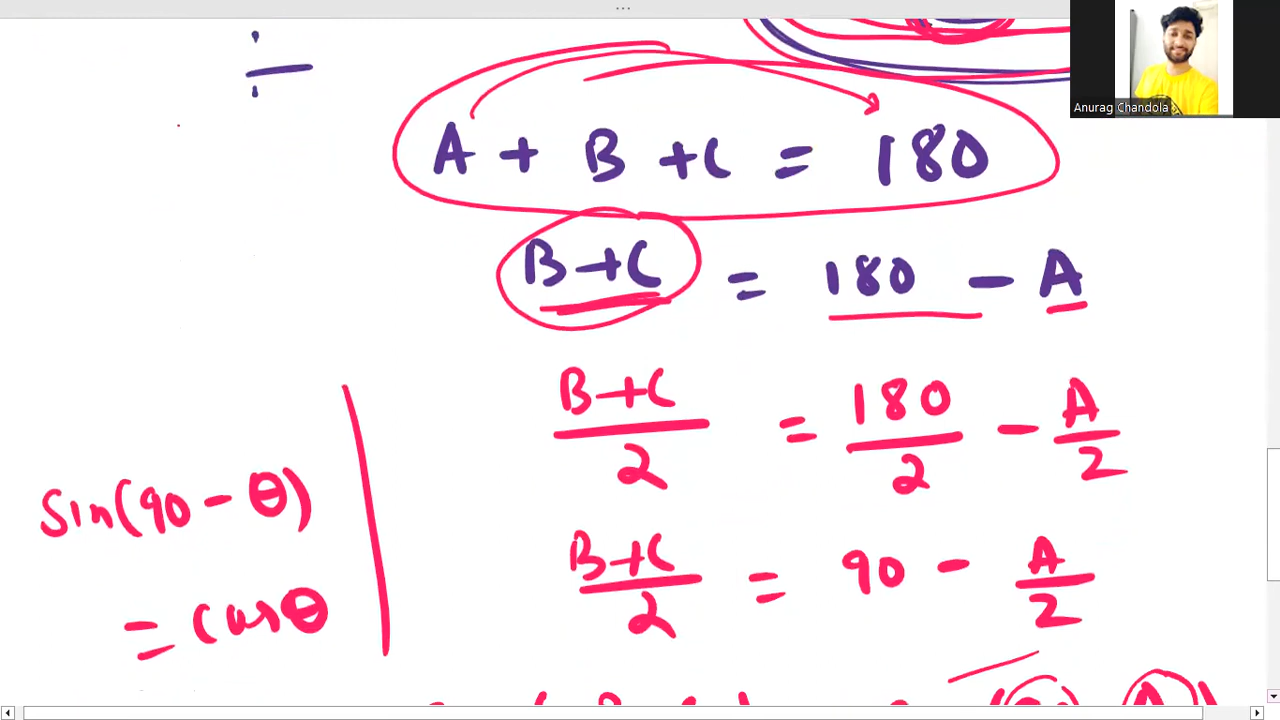 Anurag Chandola
A + B + C = 180
B+C = 180 - A
B+C/2 = 180/2 - A/2
sin(90 - θ)
= cosθ
B+C/2 = 90 - A/2